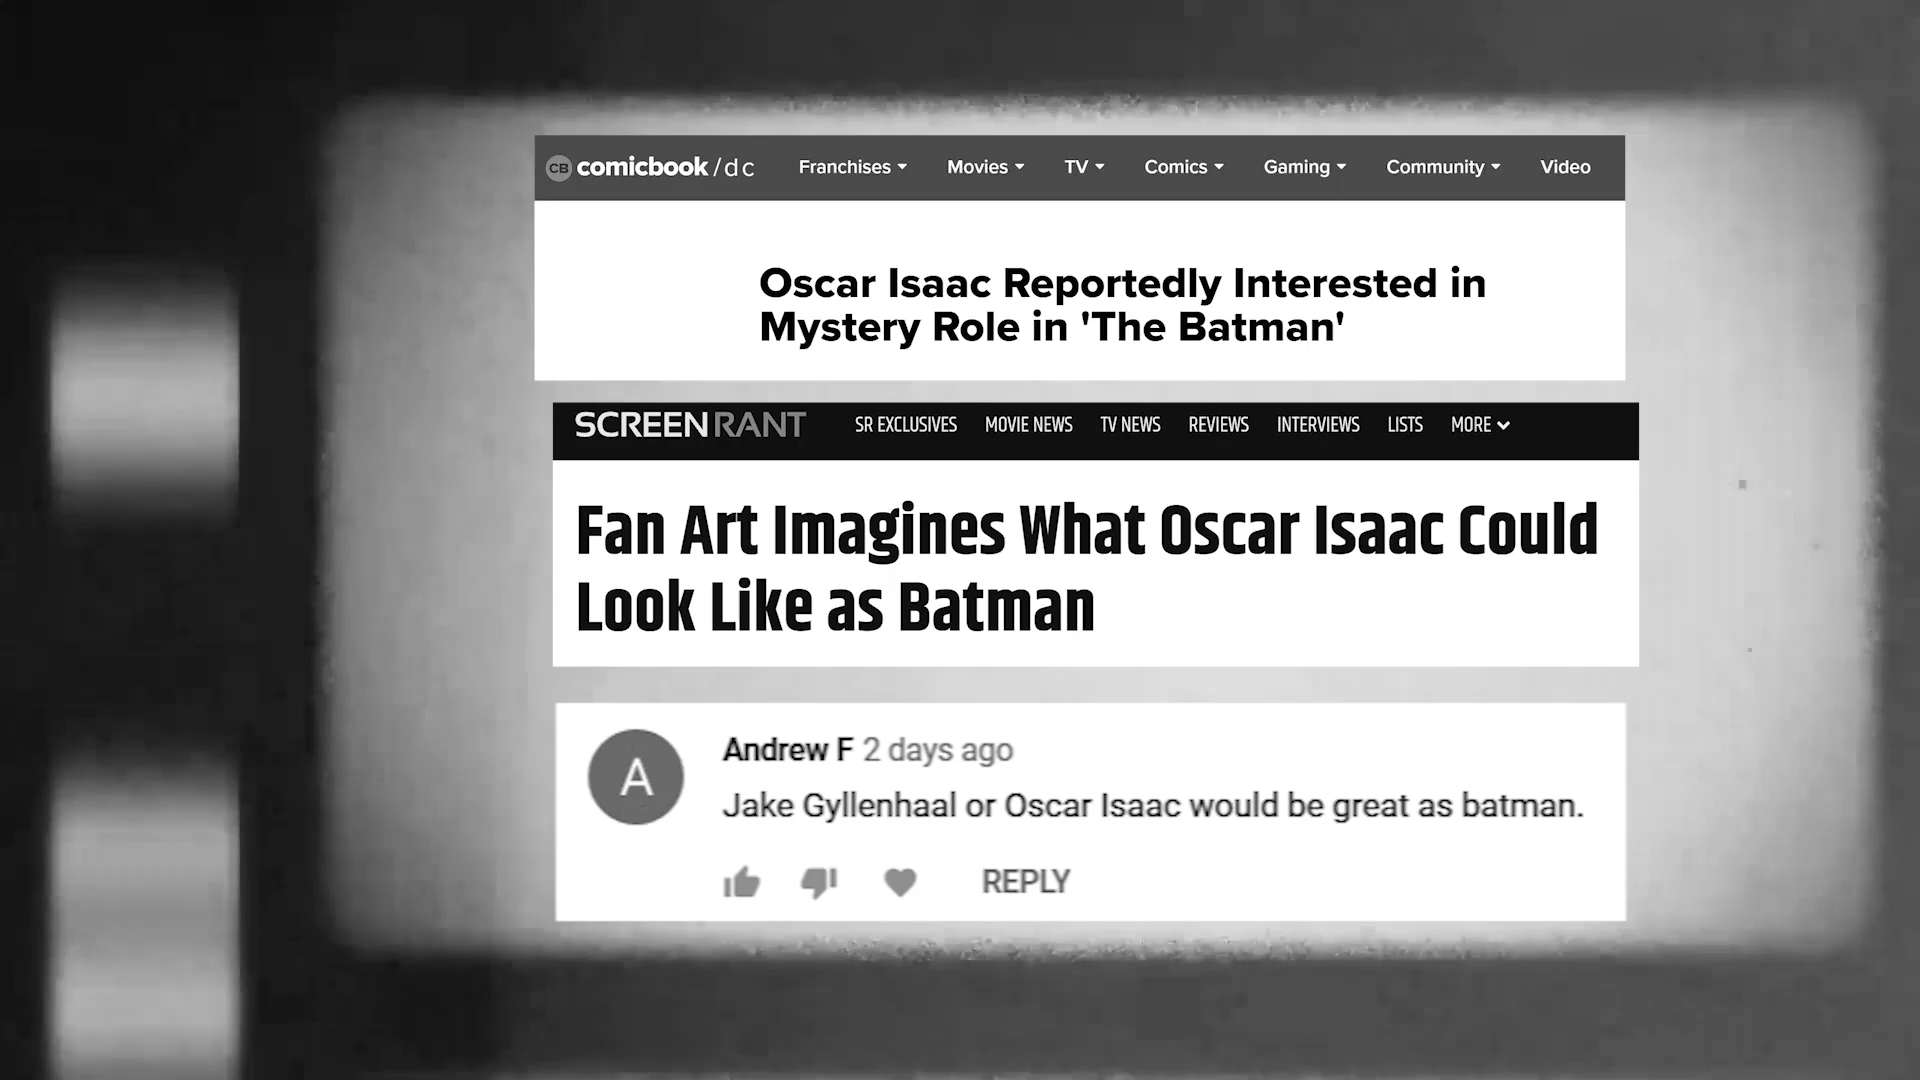 CB comicbook/dc Franchises Movies TV Comics Gaming Community Video
Oscar Isaac Reportedly Interested in
Mystery Role in 'The Batman'
SCREENRANT SR EXCLUSIVES MOVIE NEWS TV NEWS REVIEWS INTERVIEWS LISTS MORE
Fan Art Imagines What Oscar Isaac Could
Look Like as Batman
A
Andrew F 2 days ago
Jake Gyllenhaal or Oscar Isaac would be great as batman.
REPLY